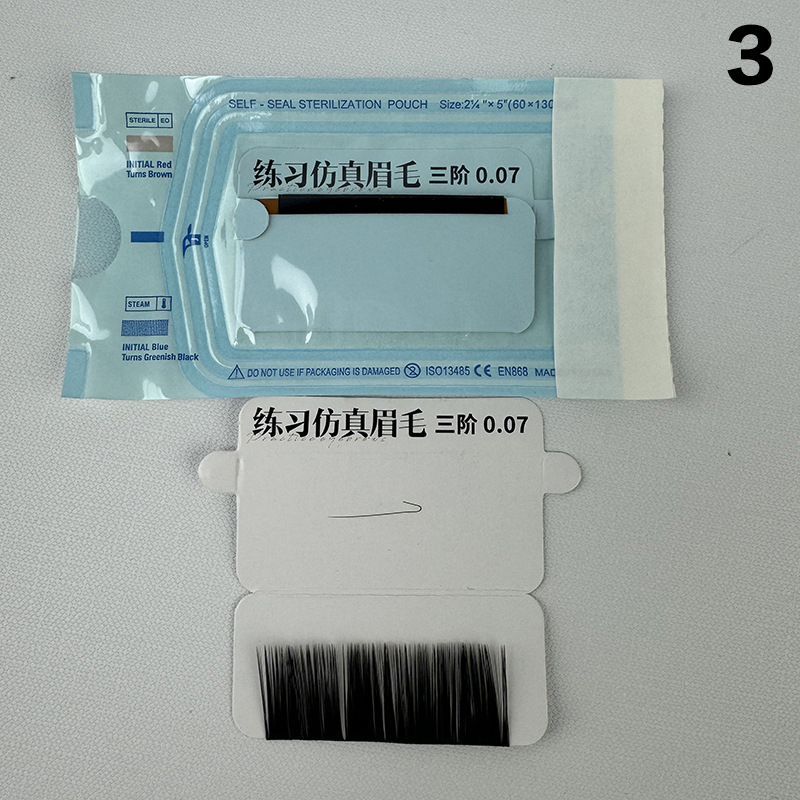 3
SELF - SEAL STERILIZATION POUCH Size:2¼ "× 5"(60×130
STERILE EO
INITIAL Red
Turns Brown
练习仿真眉毛 三阶 0.07
OPEN
STEAM
INITIAL Blue
Turns Greenish Black
DO NOT USE IF PACKAGING IS DAMAGED ISO13485 CE EN868
练习仿真眉毛 三阶 0.07